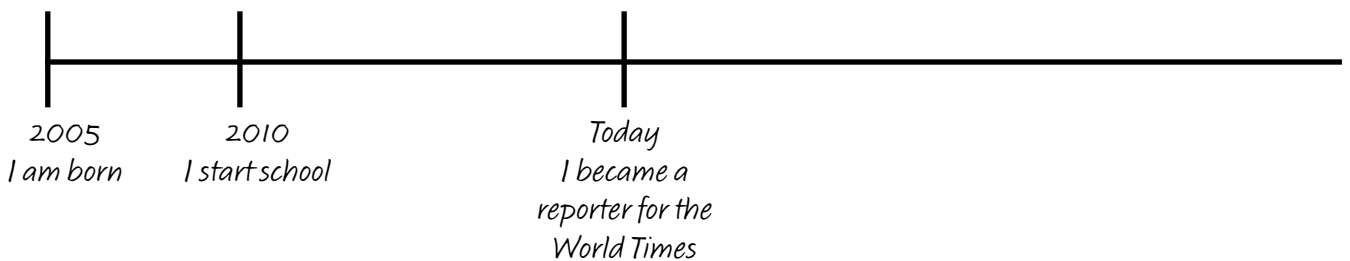 2005
I am born
2010
I start school
Today
I became a
reporter for the
World Times